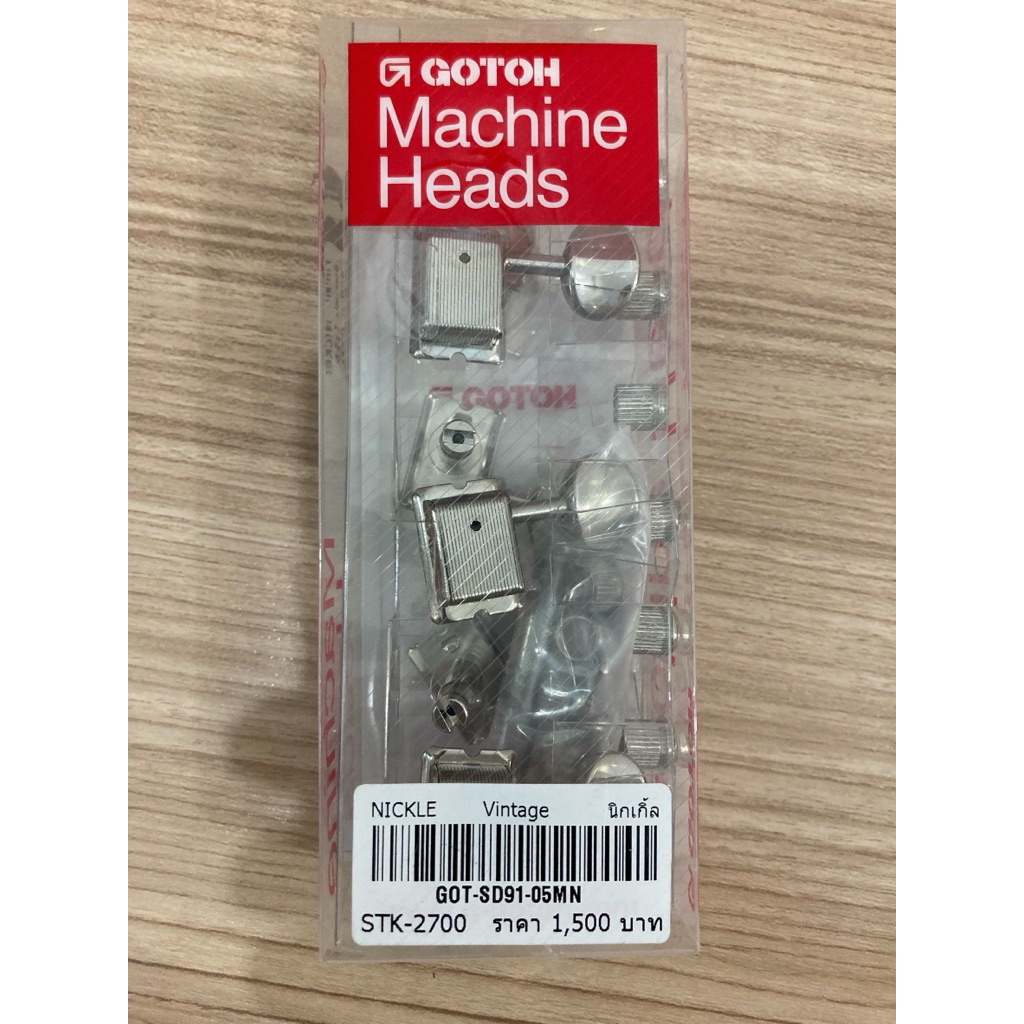 GOTOH
Machine
Heads
GOTOH
NICKLE Vintage นิกเกิ้ล
GOT-SD91-05MN
STK-2700 ราคา 1,500 บาท